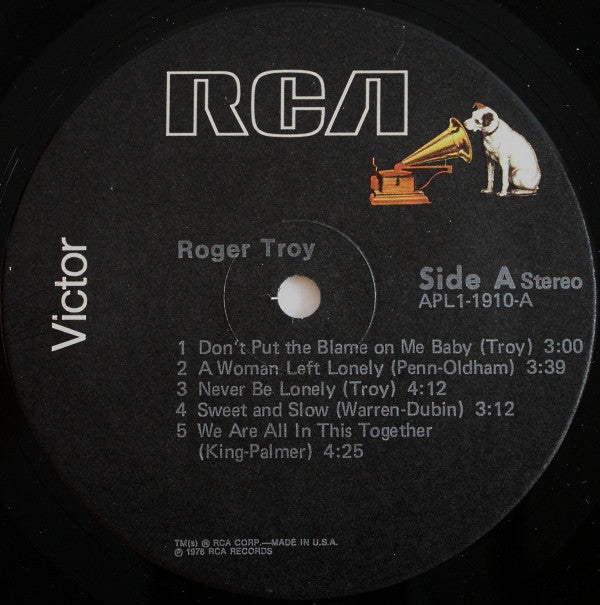 RCA
Victor
Roger Troy
Side A Stereo
APL1-1910-A
1 Don't Put the Blame on Me Baby (Troy) 3:00
2 A Woman Left Lonely (Penn-Oldham) 3:39
3 Never Be Lonely (Troy) 4:12
4 Sweet and Slow (Warren-Dubin) 3:12
5 We Are All In This Together
(King-Palmer) 4:25
TM(s) ® RCA CORP.—MADE IN U.S.A.
℗ 1976 RCA RECORDS